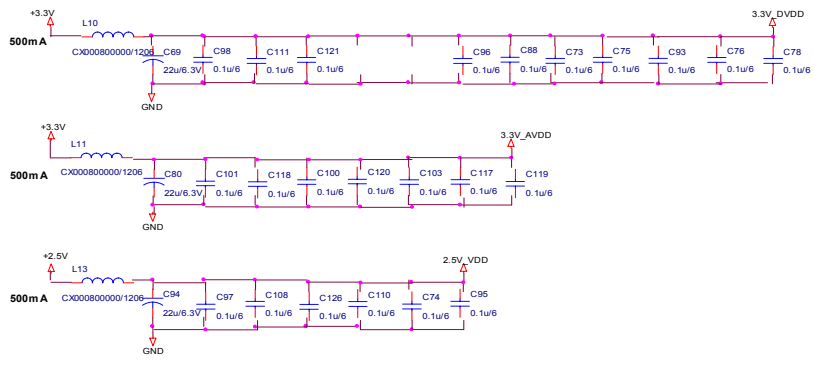 +3.3V
3.3V_DVDD
L10
500mA
CX000800000/1206
C69
22u/6.3V
C98
0.1u/6
C111
0.1u/6
C121
0.1u/6
C96
0.1u/6
C88
0.1u/6
C73
0.1u/6
C75
0.1u/6
C93
0.1u/6
C76
0.1u/6
C78
0.1u/6
GND
+3.3V
3.3V_AVDD
L11
500mA
CX000800000/1206
C80
22u/6.3V
C101
0.1u/6
C118
0.1u/6
C100
0.1u/6
C120
0.1u/6
C103
0.1u/6
C117
0.1u/6
C119
0.1u/6
GND
+2.5V
2.5V_VDD
L13
500mA
CX000800000/1206
C94
22u/6.3V
C97
0.1u/6
C108
0.1u/6
C126
0.1u/6
C110
0.1u/6
C74
0.1u/6
C95
0.1u/6
GND